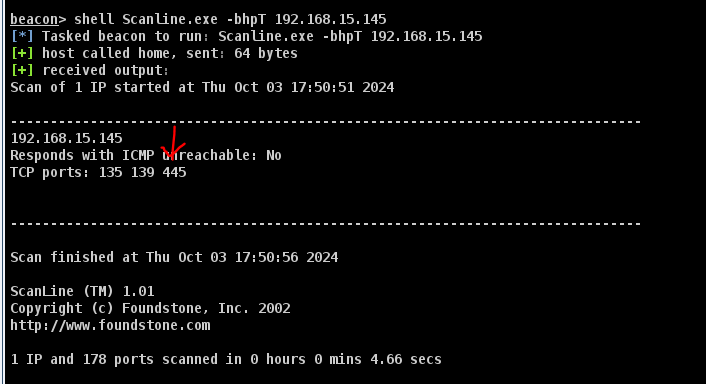 beacon> shell Scanline.exe -bhpT 192.168.15.145
[*] Tasked beacon to run: Scanline.exe -bhpT 192.168.15.145
[+] host called home, sent: 64 bytes
[+] received output:
Scan of 1 IP started at Thu Oct 03 17:50:51 2024
-------------------------------------------------------------------------------
192.168.15.145
Responds with ICMP unreachable: No
TCP ports: 135 139 445
-------------------------------------------------------------------------------
Scan finished at Thu Oct 03 17:50:56 2024
ScanLine (TM) 1.01
Copyright (c) Foundstone, Inc. 2002
http://www.foundstone.com
1 IP and 178 ports scanned in 0 hours 0 mins 4.66 secs